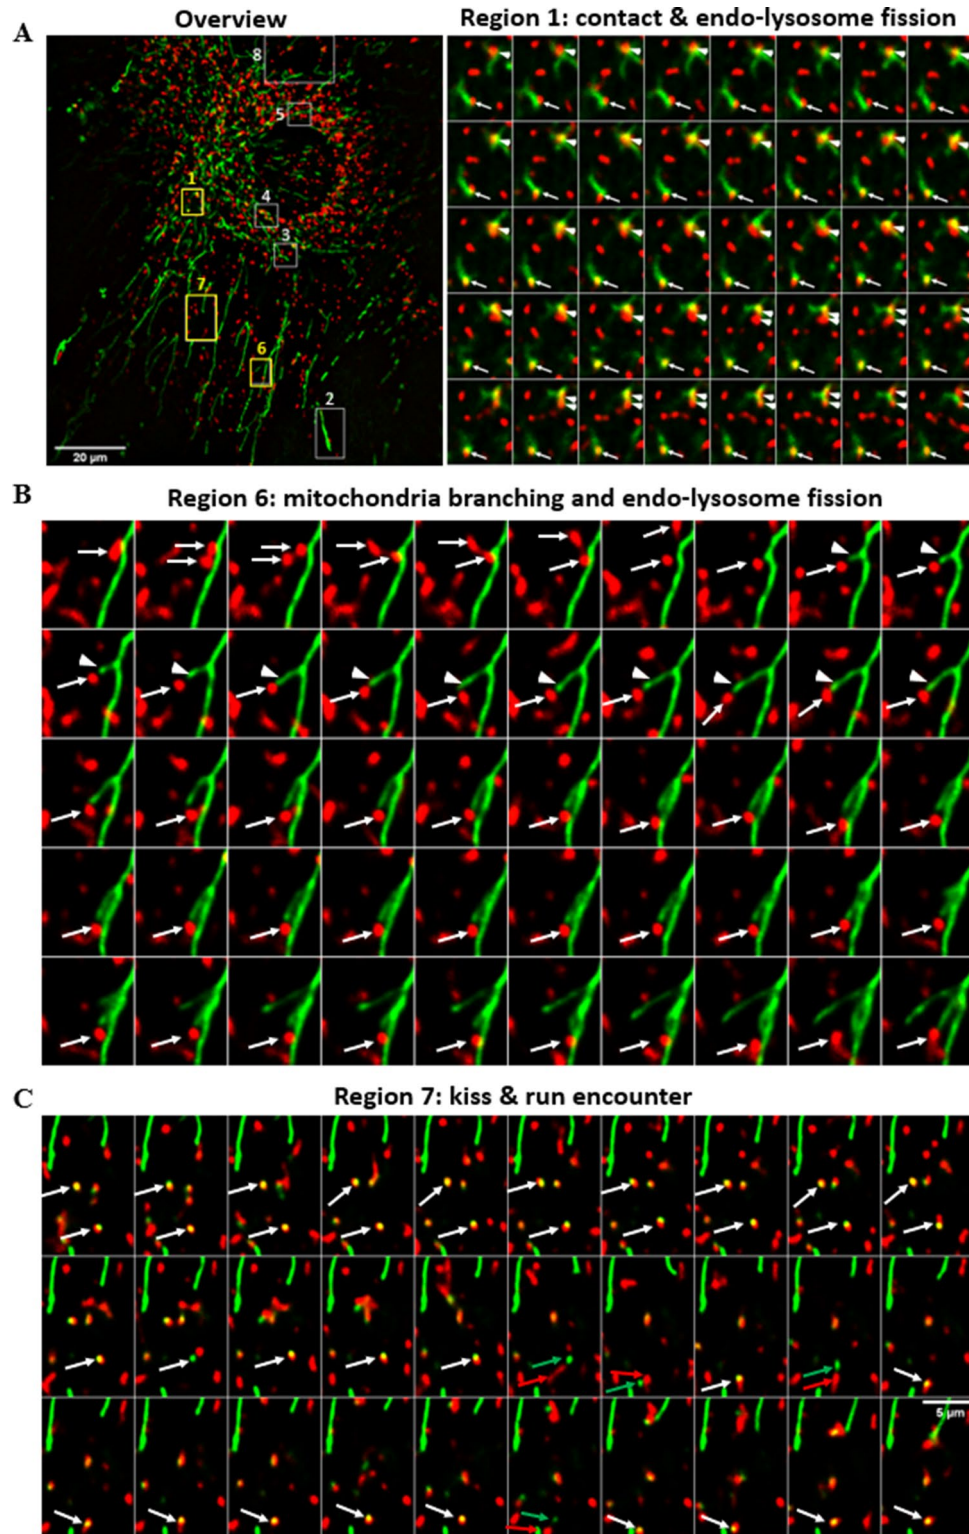 A
Overview
Region 1: contact & endo-lysosome fission
8
5
1
4
3
7
6
2
20 µm
B
Region 6: mitochondria branching and endo-lysosome fission
C
Region 7: kiss & run encounter
5 µm